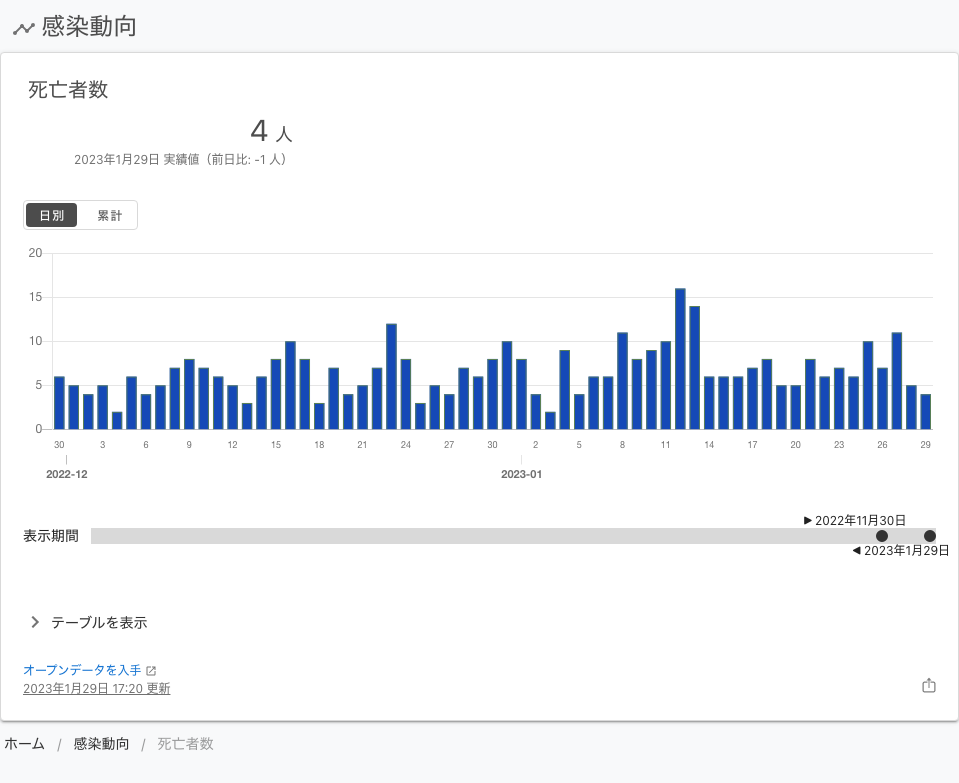 感染動向
死亡者数
4 人
2023年1月29日 実績値（前日比: -1 人）
日別 累計
20
15
10
5
0
30 3 6 9 12 15 18 21 24 27 30 2 5 8 11 14 17 20 23 26 29
2022-12 2023-01
2022年11月30日
表示期間
2023年1月29日
テーブルを表示
オープンデータを入手
2023年1月29日 17:20 更新
ホーム / 感染動向 / 死亡者数